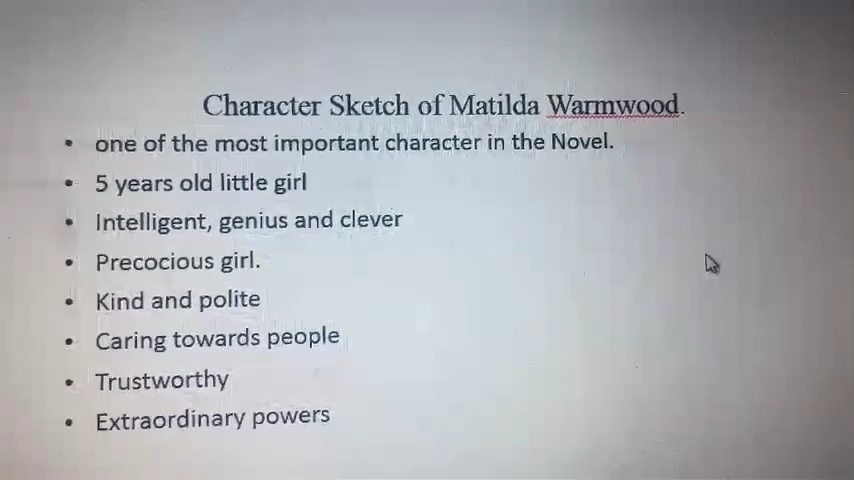 Character Sketch of Matilda Warmwood.
• one of the most important character in the Novel.
• 5 years old little girl
• Intelligent, genius and clever
• Precocious girl.
• Kind and polite
• Caring towards people
• Trustworthy
• Extraordinary powers